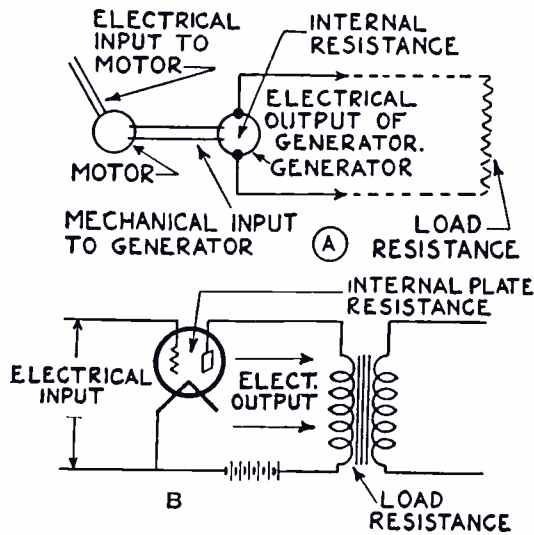 ELECTRICAL
INPUT TO
MOTOR
INTERNAL
RESISTANCE
ELECTRICAL
OUTPUT OF
GENERATOR.
GENERATOR
MOTOR
MECHANICAL INPUT
TO GENERATOR
A
LOAD
RESISTANCE
INTERNAL PLATE
RESISTANCE
ELECTRICAL
INPUT
ELECT.
OUTPUT
B
LOAD
RESISTANCE